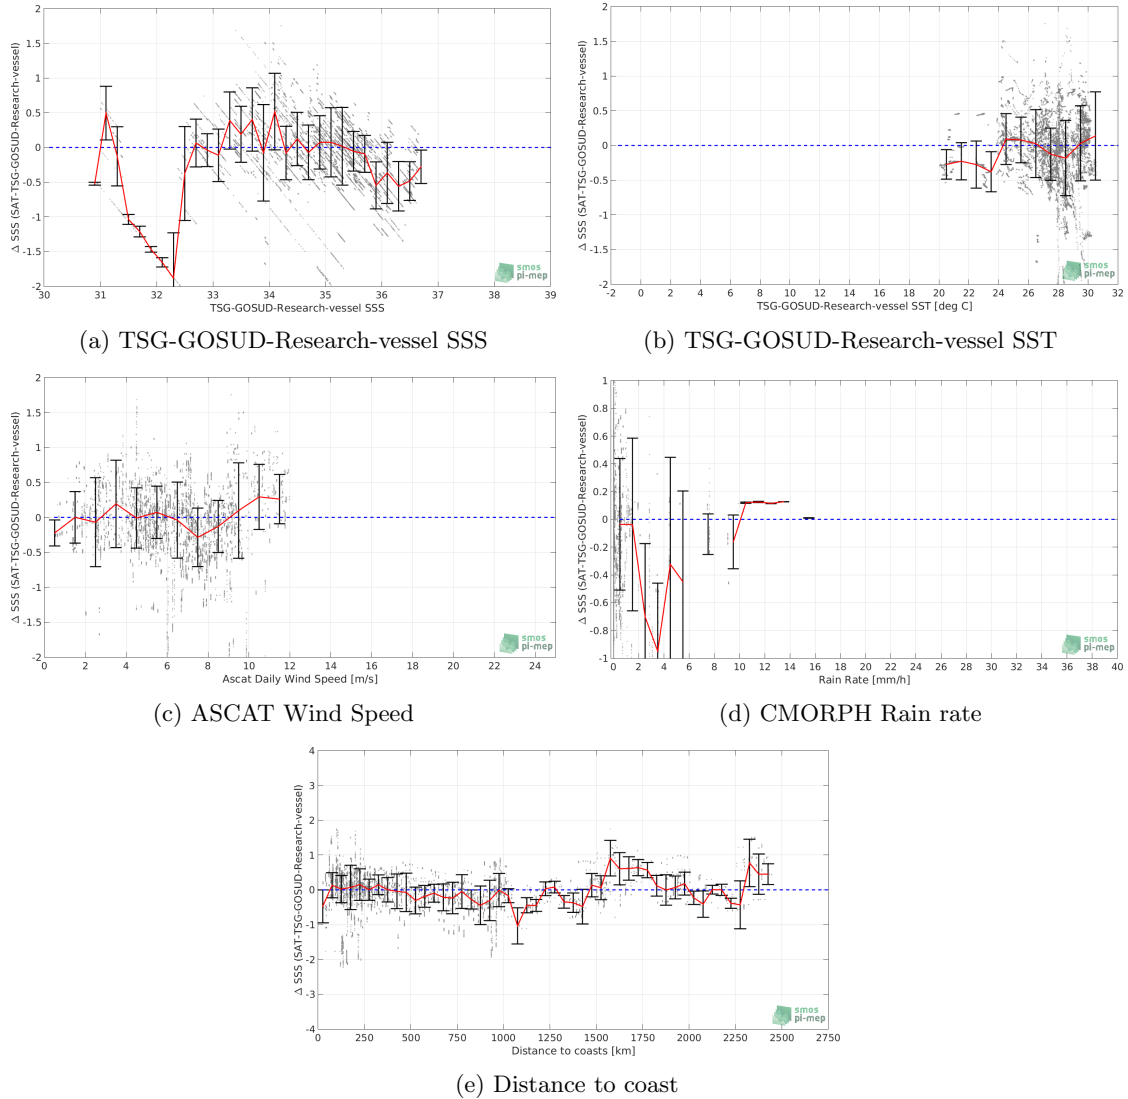 Δ SSS (SAT-TSG-GOSUD-Research-vessel)
2
1.5
1
0.5
0
-0.5
-1
-1.5
-2
30 31 32 33 34 35 36 37 38 39
TSG-GOSUD-Research-vessel SSS
smos
pi-mep
(a) TSG-GOSUD-Research-vessel SSS
Δ SSS (SAT-TSG-GOSUD-Research-vessel)
2
1.5
1
0.5
0
-0.5
-1
-1.5
-2
-2 0 2 4 6 8 10 12 14 16 18 20 22 24 26 28 30 32
TSG-GOSUD-Research-vessel SST [deg C]
smos
pi-mep
(b) TSG-GOSUD-Research-vessel SST
Δ SSS (SAT-TSG-GOSUD-Research-vessel)
2
1.5
1
0.5
0
-0.5
-1
-1.5
-2
0 2 4 6 8 10 12 14 16 18 20 22 24
Ascat Daily Wind Speed [m/s]
smos
pi-mep
(c) ASCAT Wind Speed
Δ SSS (SAT-TSG-GOSUD-Research-vessel)
1
0.8
0.6
0.4
0.2
0
-0.2
-0.4
-0.6
-0.8
-1
0 2 4 6 8 10 12 14 16 18 20 22 24 26 28 30 32 34 36 38 40
Rain Rate [mm/h]
smos
pi-mep
(d) CMORPH Rain rate
Δ SSS (SAT-TSG-GOSUD-Research-vessel)
4
3
2
1
0
-1
-2
-3
-4
0 250 500 750 1000 1250 1500 1750 2000 2250 2500 2750
Distance to coasts [km]
smos
pi-mep
(e) Distance to coast